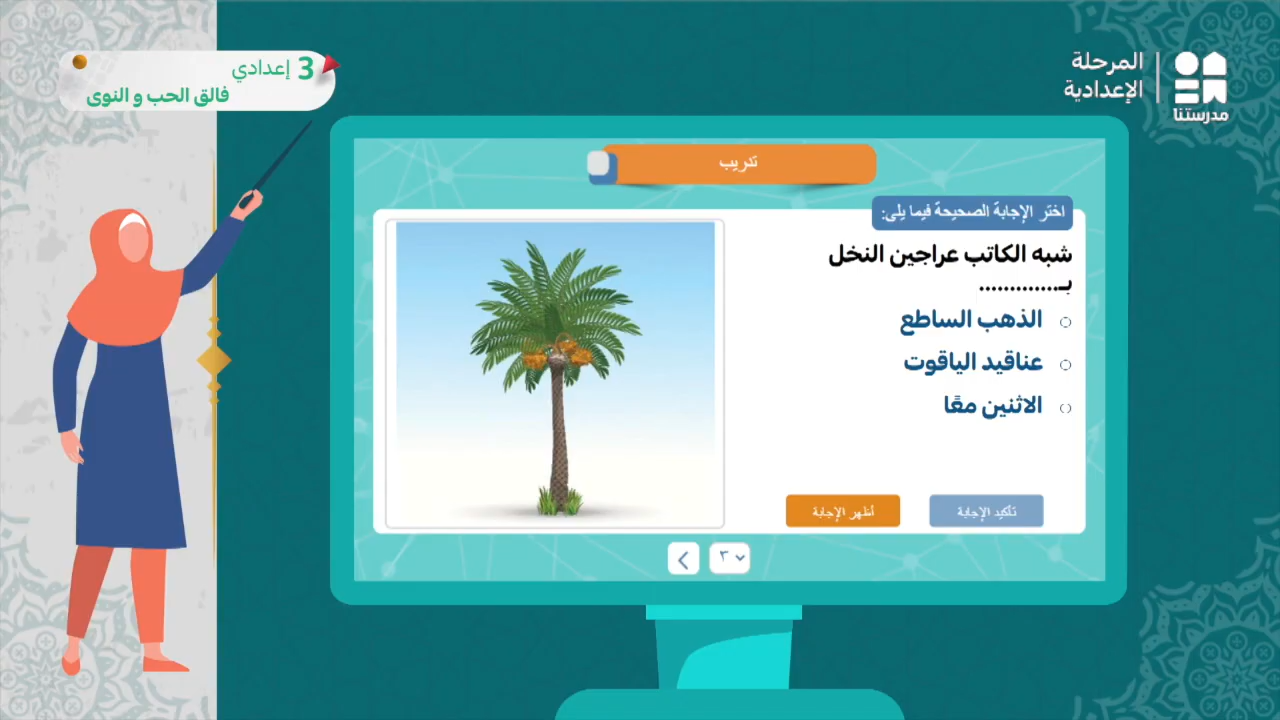 المرحلة
الإعدادية
مدرستنا
3 إعدادي
فالق الحب و النوى
تدريب
اختر الإجابة الصحيحة فيما يلى:
شبه الكاتب عراجين النخل
بـ.............
الذهب الساطع
عناقيد الياقوت
الاثنين معًا
تأكيد الإجابة
أظهر الإجابة
٣